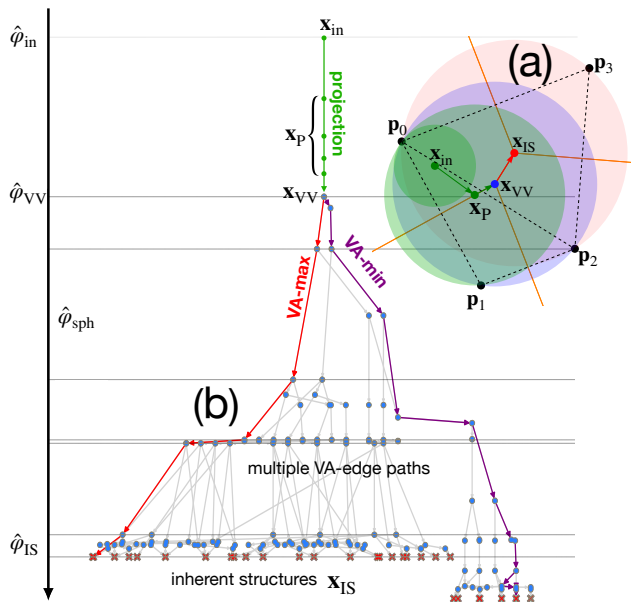 φ̂in
xin
(a)
p3
projection
xP
p0
xin
xIS
φ̂VV
xVV
xVV
xP
p2
p1
VA-max
VA-min
φ̂sph
(b)
multiple VA-edge paths
φ̂IS
inherent structures xIS